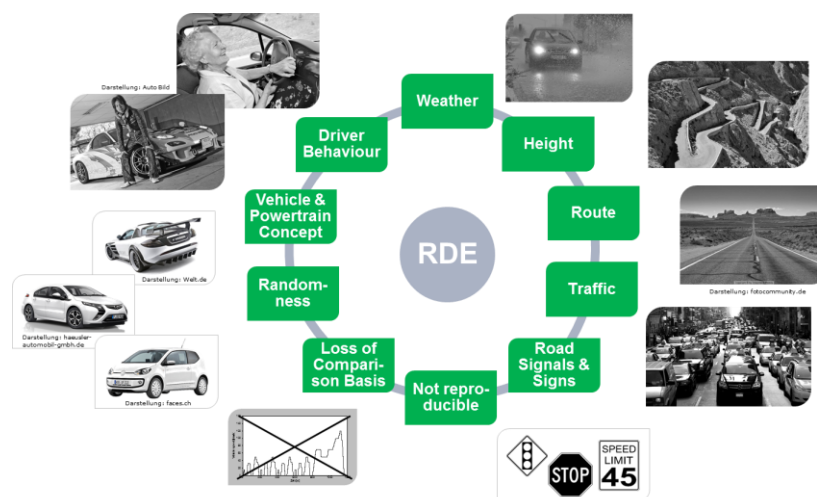 Darstellung: Auto Bild
Weather
Driver
Behaviour
Height
Vehicle &
Powertrain
Concept
Route
RDE
Darstellung: Welt.de
Random-
ness
Traffic
Darstellung: fotocommunity.de
Darstellung: haeusler-
automobil-gmbh.de
Loss of
Compari-
son Basis
Road
Signals &
Signs
Not repro-
ducible
Darstellung: faces.ch
STOP
SPEED
LIMIT
45